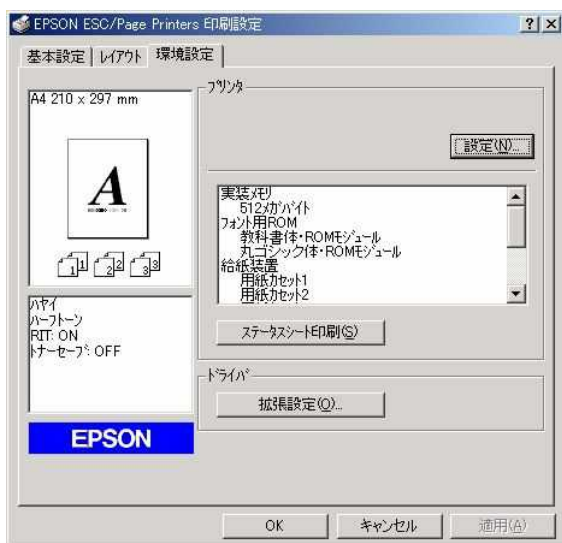 EPSON ESC/Page Printers 印刷設定
基本設定 レイアウト 環境設定
A4 210 x 297 mm
A
1 1 2 2 3 3
ハヤイ
ハーフトーン
RIT: ON
トナーセーブ: OFF
EPSON
プリンタ
設定(N)...
実装メモリ
512メガバイト
フォント用ROM
教科書体・ROMモジュール
丸ゴシック体・ROMモジュール
給紙装置
用紙カセット1
用紙カセット2
ステータスシート印刷(S)
ドライバ
拡張設定(O)...
OK キャンセル 適用(A)